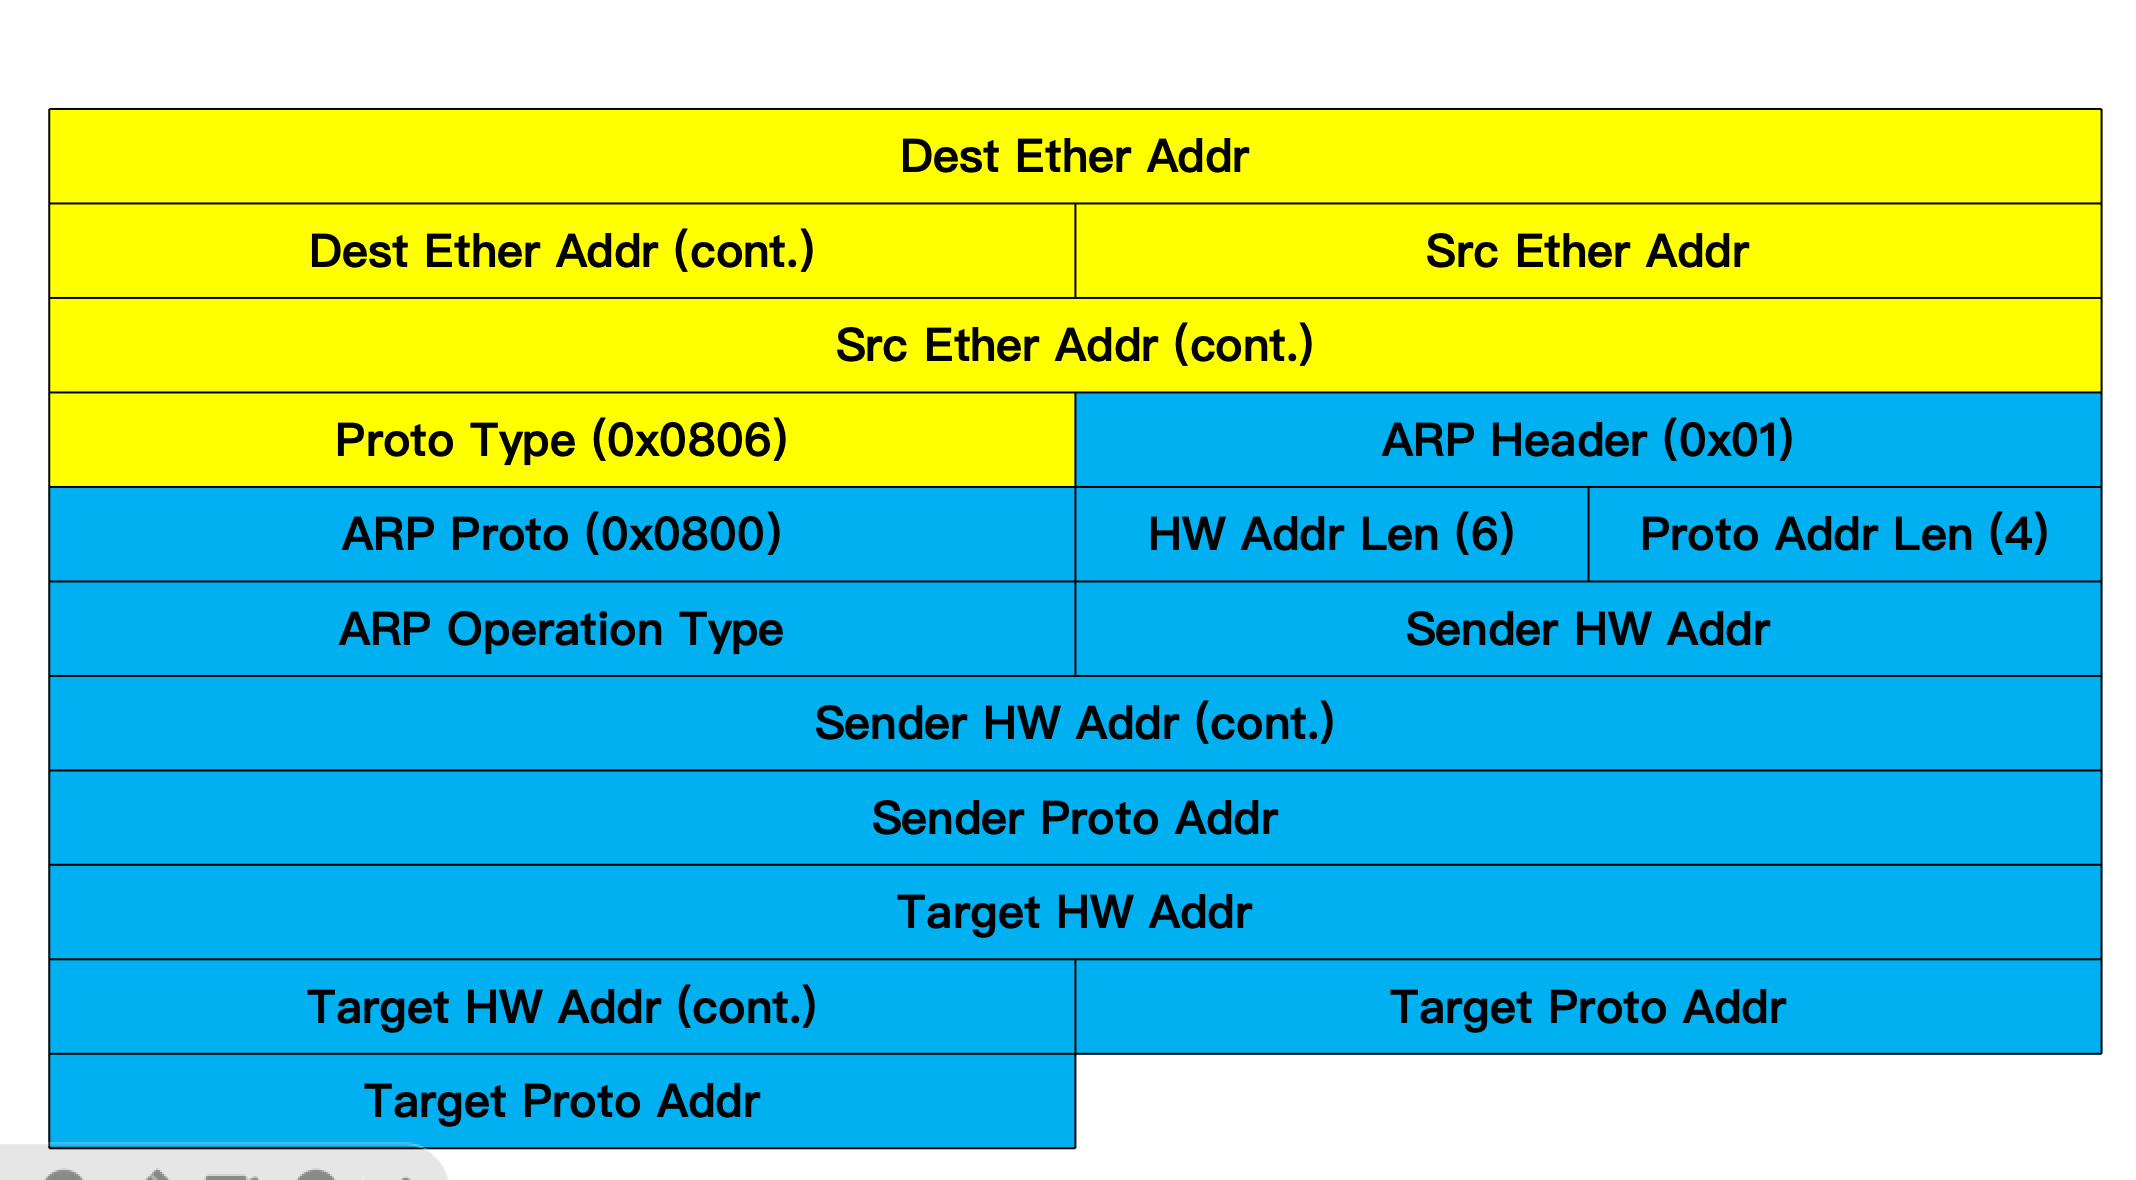 Dest Ether Addr
Dest Ether Addr (cont.)
Src Ether Addr
Src Ether Addr (cont.)
Proto Type (0x0806)
ARP Header (0x01)
ARP Proto (0x0800)
HW Addr Len (6)
Proto Addr Len (4)
ARP Operation Type
Sender HW Addr
Sender HW Addr (cont.)
Sender Proto Addr
Target HW Addr
Target HW Addr (cont.)
Target Proto Addr
Target Proto Addr